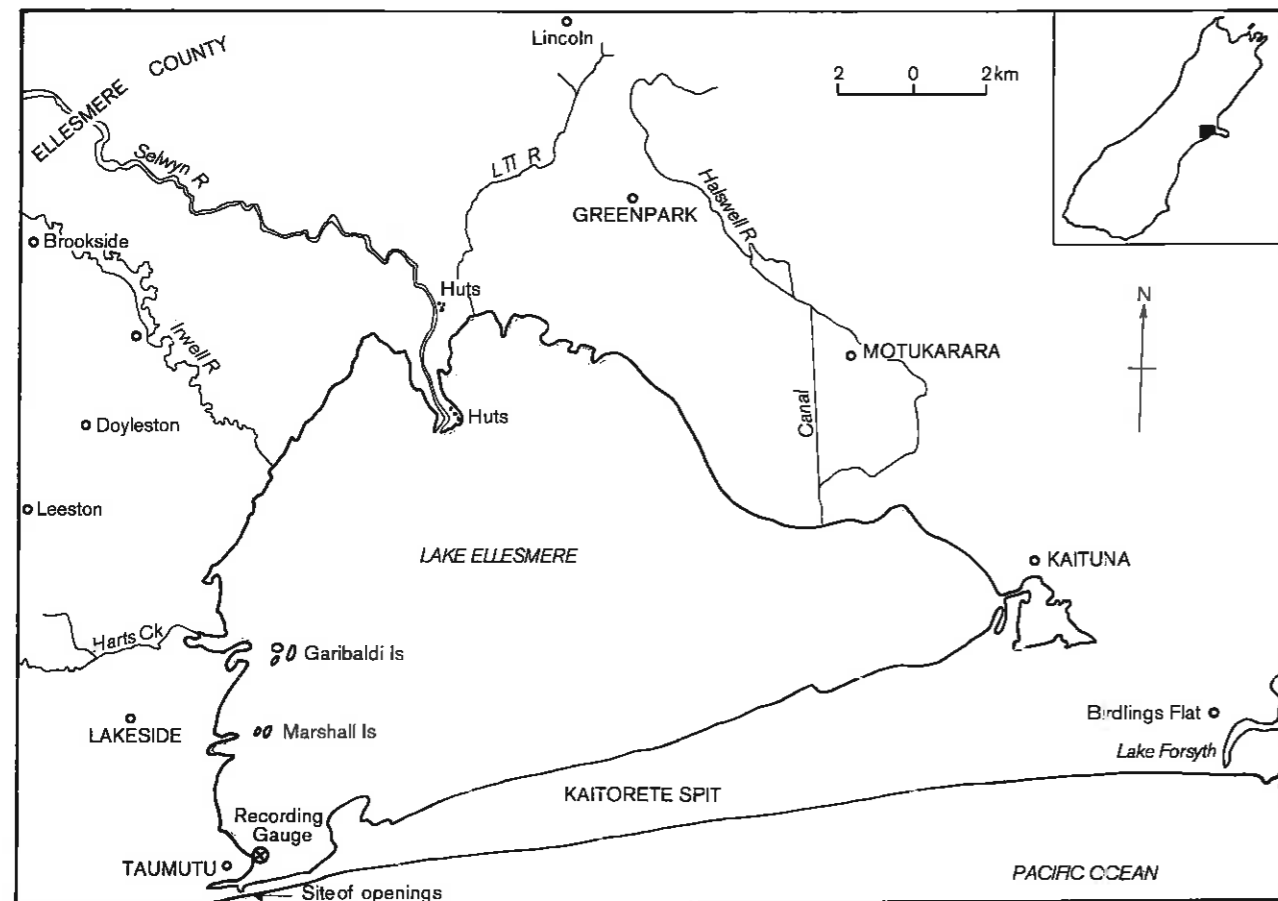 Lincoln
2 0 2km
ELLESMERE COUNTY
Selwyn R
LII R
Halswell R
GREENPARK
Brookside
Huts
N
Irwell R
MOTUKARARA
Canal
Huts
Doyleston
Leeston
LAKE ELLESMERE
KAITUNA
Harts Ck
Garibaldi Is
Birdlings Flat
LAKESIDE
Marshall Is
Lake Forsyth
KAITORETE SPIT
Recording
Gauge
TAUMUTU
PACIFIC OCEAN
Site of openings